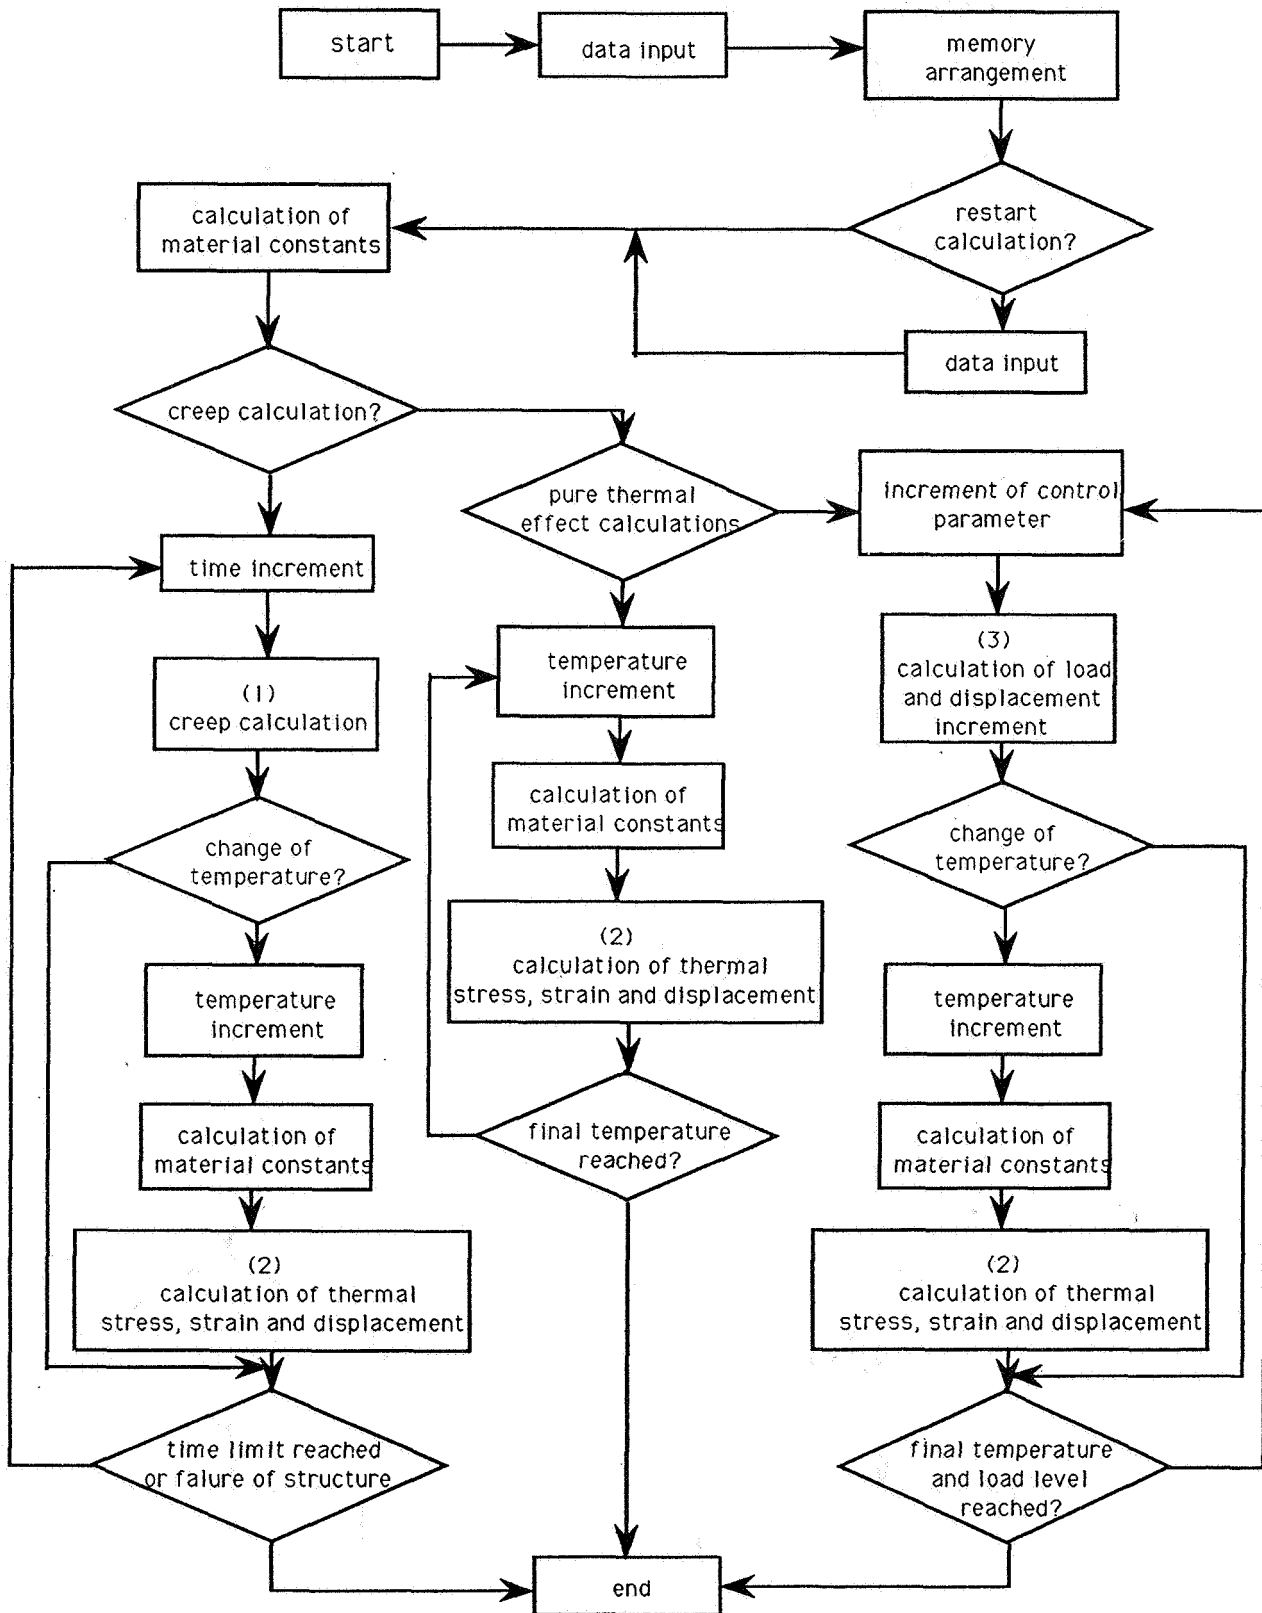 start
data input
memory
arrangement
restart
calculation?
data input
calculation of
material constants
creep calculation?
time increment
(1)
creep calculation
change of
temperature?
temperature
increment
calculation of
material constants
(2)
calculation of thermal
stress, strain and displacement
time limit reached
or failure of structure
pure thermal
effect calculations
temperature
increment
calculation of
material constants
(2)
calculation of thermal
stress, strain and displacement
final temperature
reached?
increment of control
parameter
(3)
calculation of load
and displacement
increment
change of
temperature?
temperature
increment
calculation of
material constants
(2)
calculation of thermal
stress, strain and displacement
final temperature
and load level
reached?
end